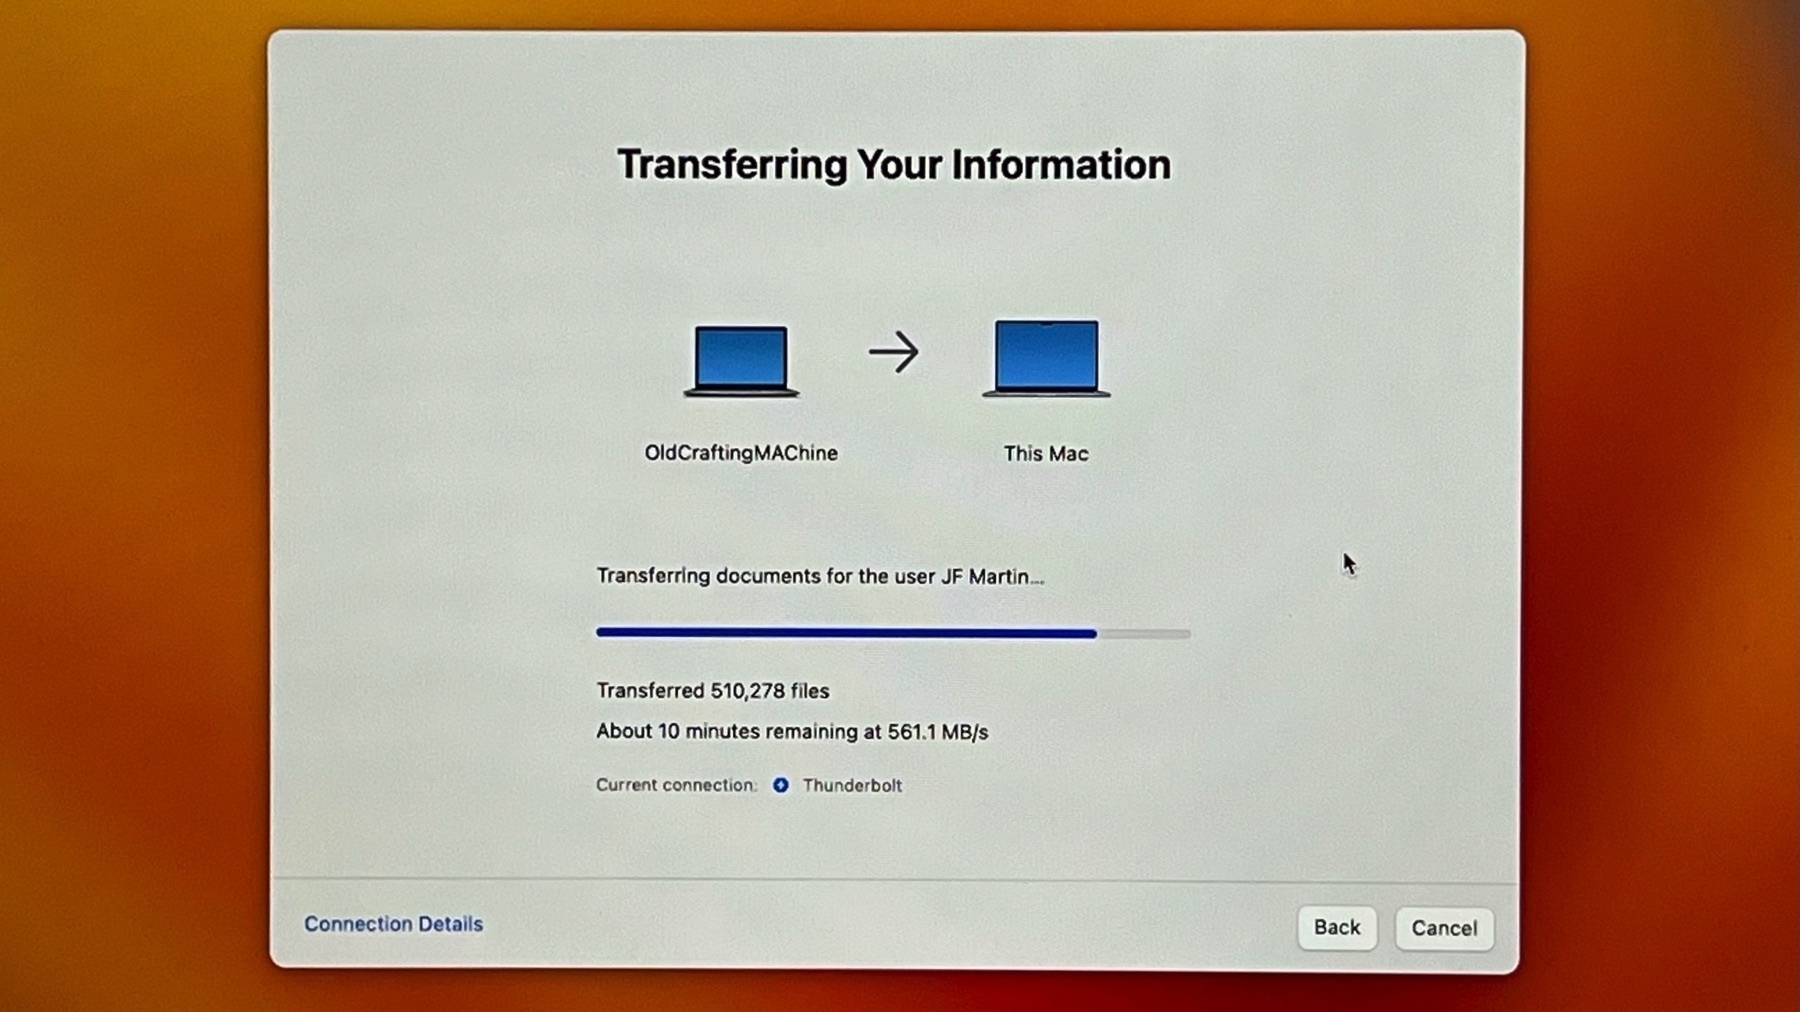 Transferring Your Information
OldCraftingMAChine
This Mac
Transferring documents for the user JF Martin...
Transferred 510,278 files
About 10 minutes remaining at 561.1 MB/s
Current connection: Thunderbolt
Connection Details
Back
Cancel